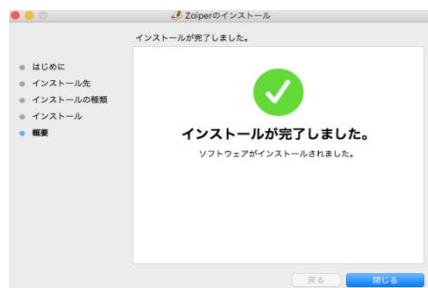 Zoiperのインストール
インストールが完了しました。
はじめに
インストール先
インストールの種類
インストール
概要
インストールが完了しました。
ソフトウェアがインストールされました。
戻る
閉じる